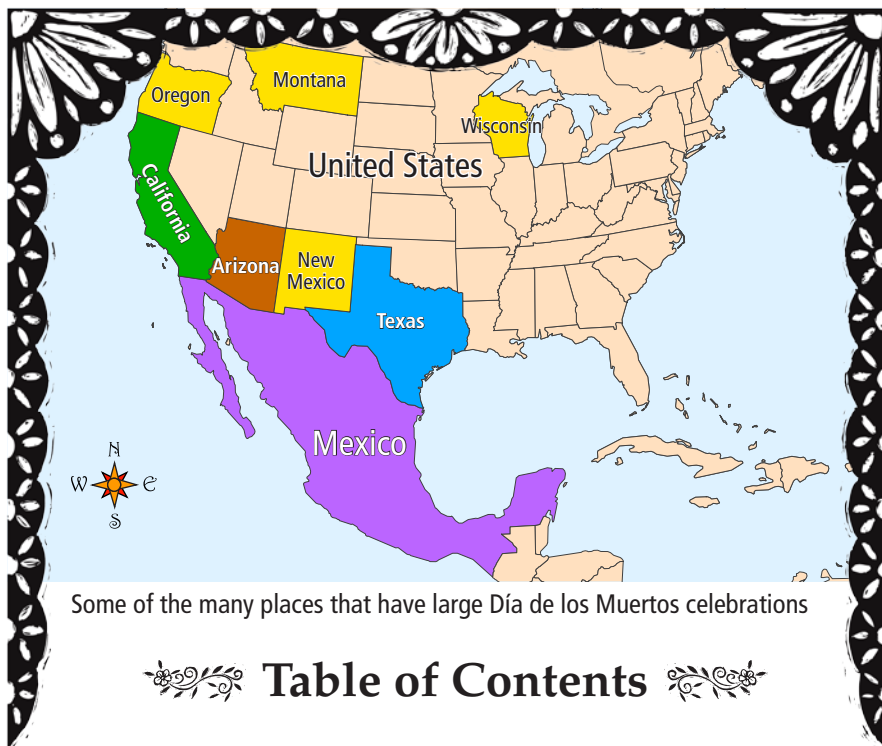 Montana
Oregon
Wisconsin
United States
California
Arizona
New
Mexico
Texas
Mexico
N
W E
S
Some of the many places that have large Día de los Muertos celebrations
Table of Contents